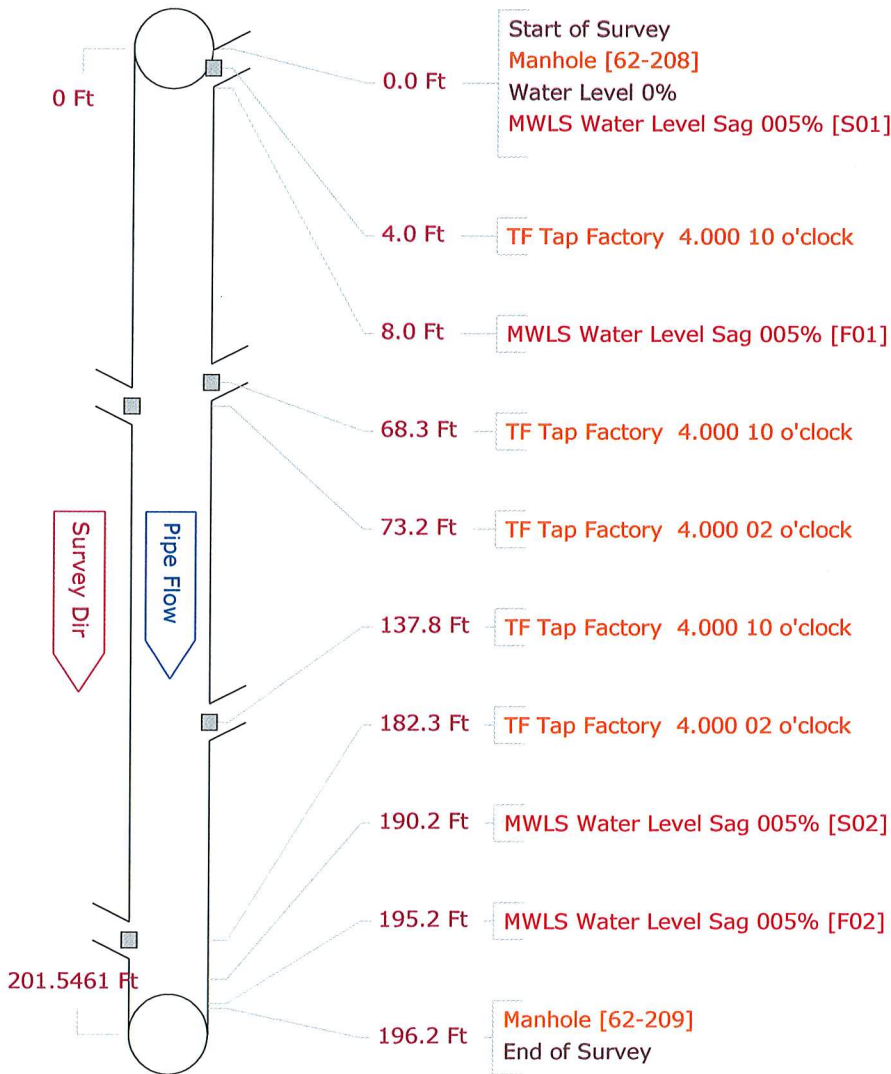 0 Ft
0.0 Ft
Start of Survey
Manhole [62-208]
Water Level 0%
MWLS Water Level Sag 005% [S01]
4.0 Ft
TF Tap Factory 4.000 10 o'clock
8.0 Ft
MWLS Water Level Sag 005% [F01]
68.3 Ft
TF Tap Factory 4.000 10 o'clock
73.2 Ft
TF Tap Factory 4.000 02 o'clock
Survey Dir
Pipe Flow
137.8 Ft
TF Tap Factory 4.000 10 o'clock
182.3 Ft
TF Tap Factory 4.000 02 o'clock
190.2 Ft
MWLS Water Level Sag 005% [S02]
195.2 Ft
MWLS Water Level Sag 005% [F02]
201.5461 Ft
196.2 Ft
Manhole [62-209]
End of Survey